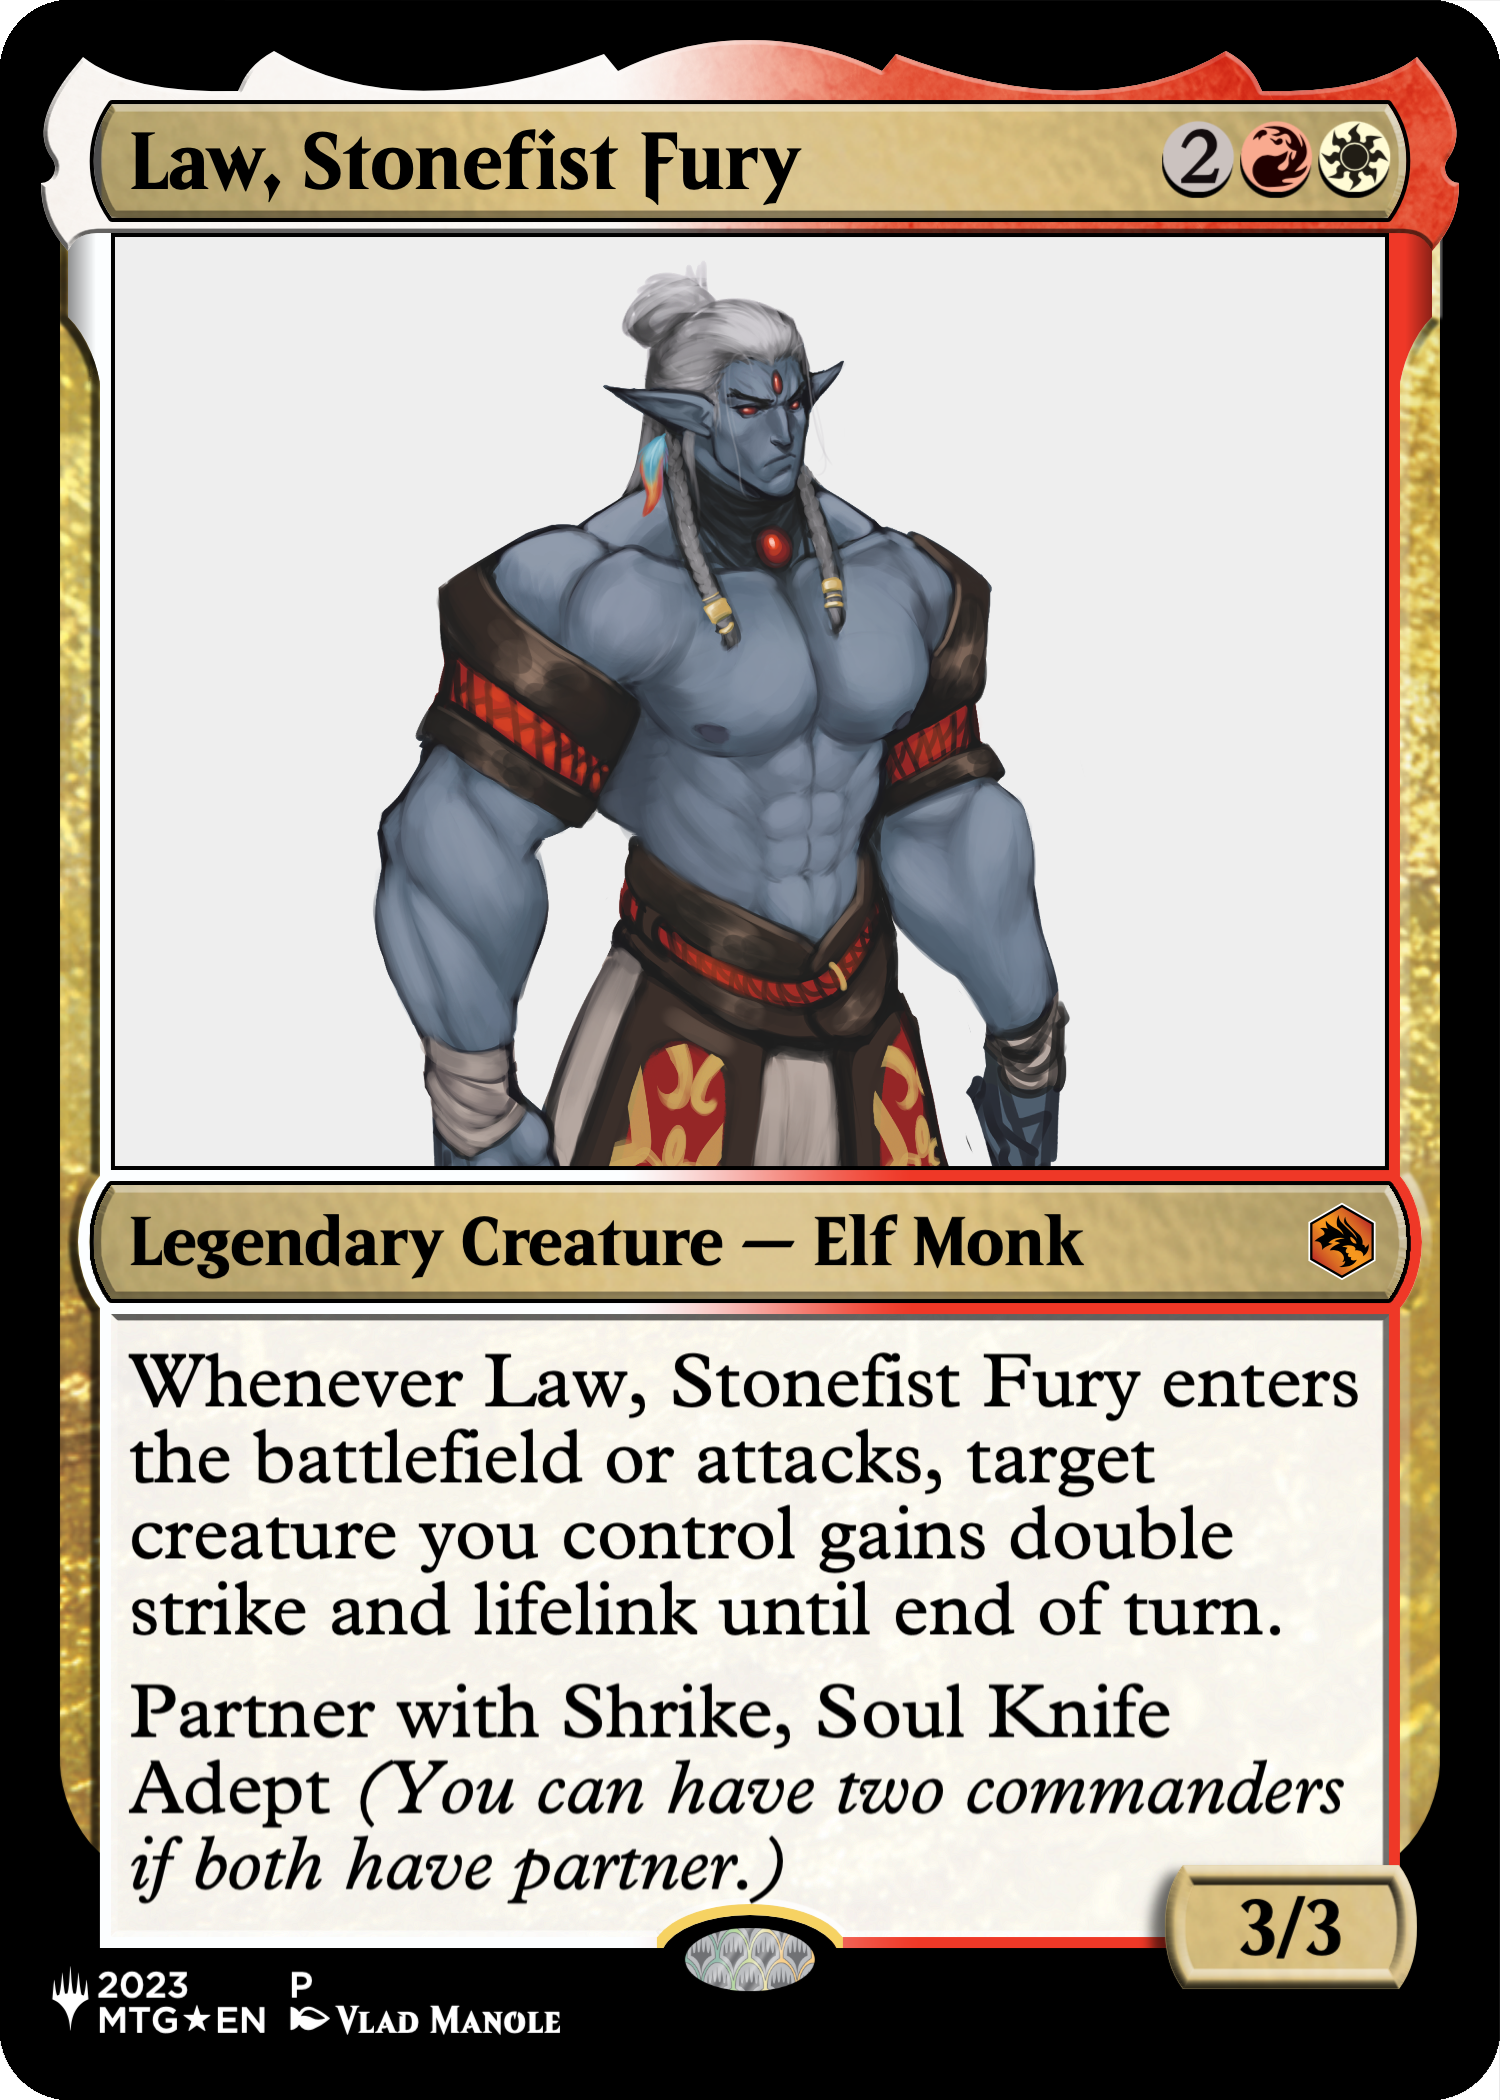 Law, Stonefist Fury 2
Legendary Creature — Elf Monk
Whenever Law, Stonefist Fury enters
the battlefield or attacks, target
creature you control gains double
strike and lifelink until end of turn.
Partner with Shrike, Soul Knife
Adept (You can have two commanders
if both have partner.)
3/3
2023 P
MTG★EN VLAD MANOLE